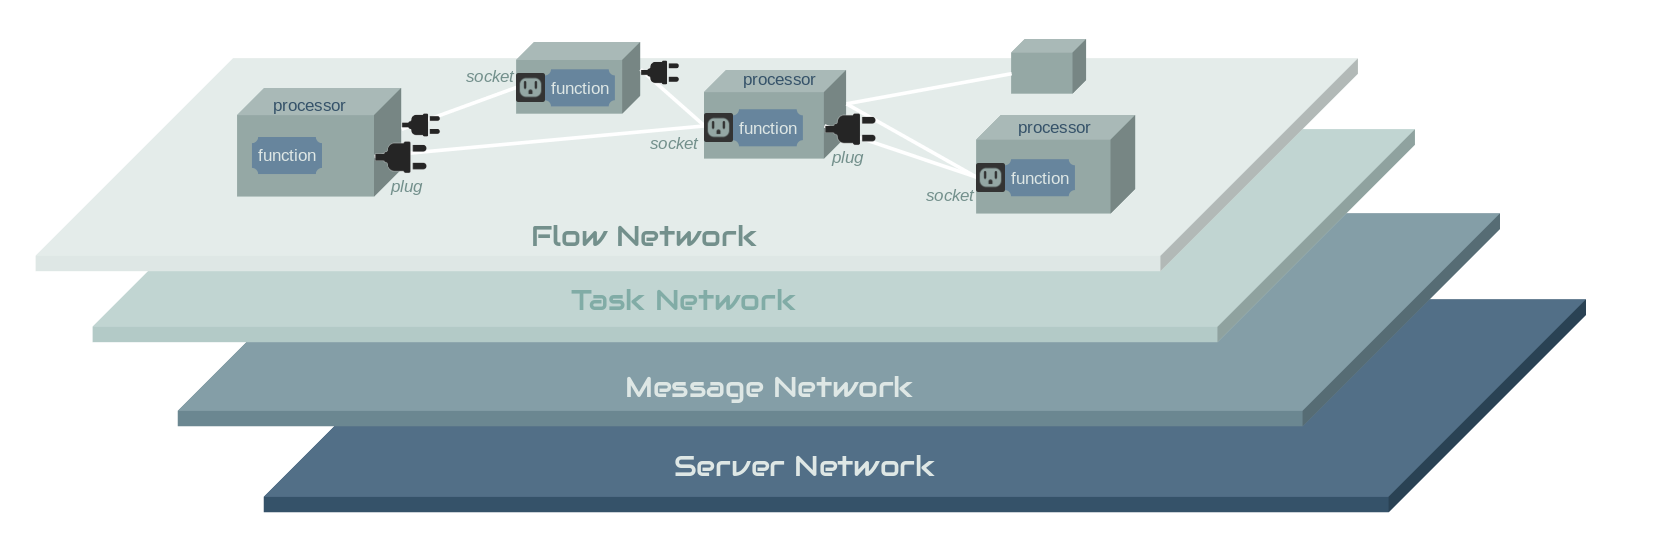 socket
function
processor
function
plug
processor
function
socket
plug
processor
function
socket
Flow Network
Task Network
Message Network
Server Network